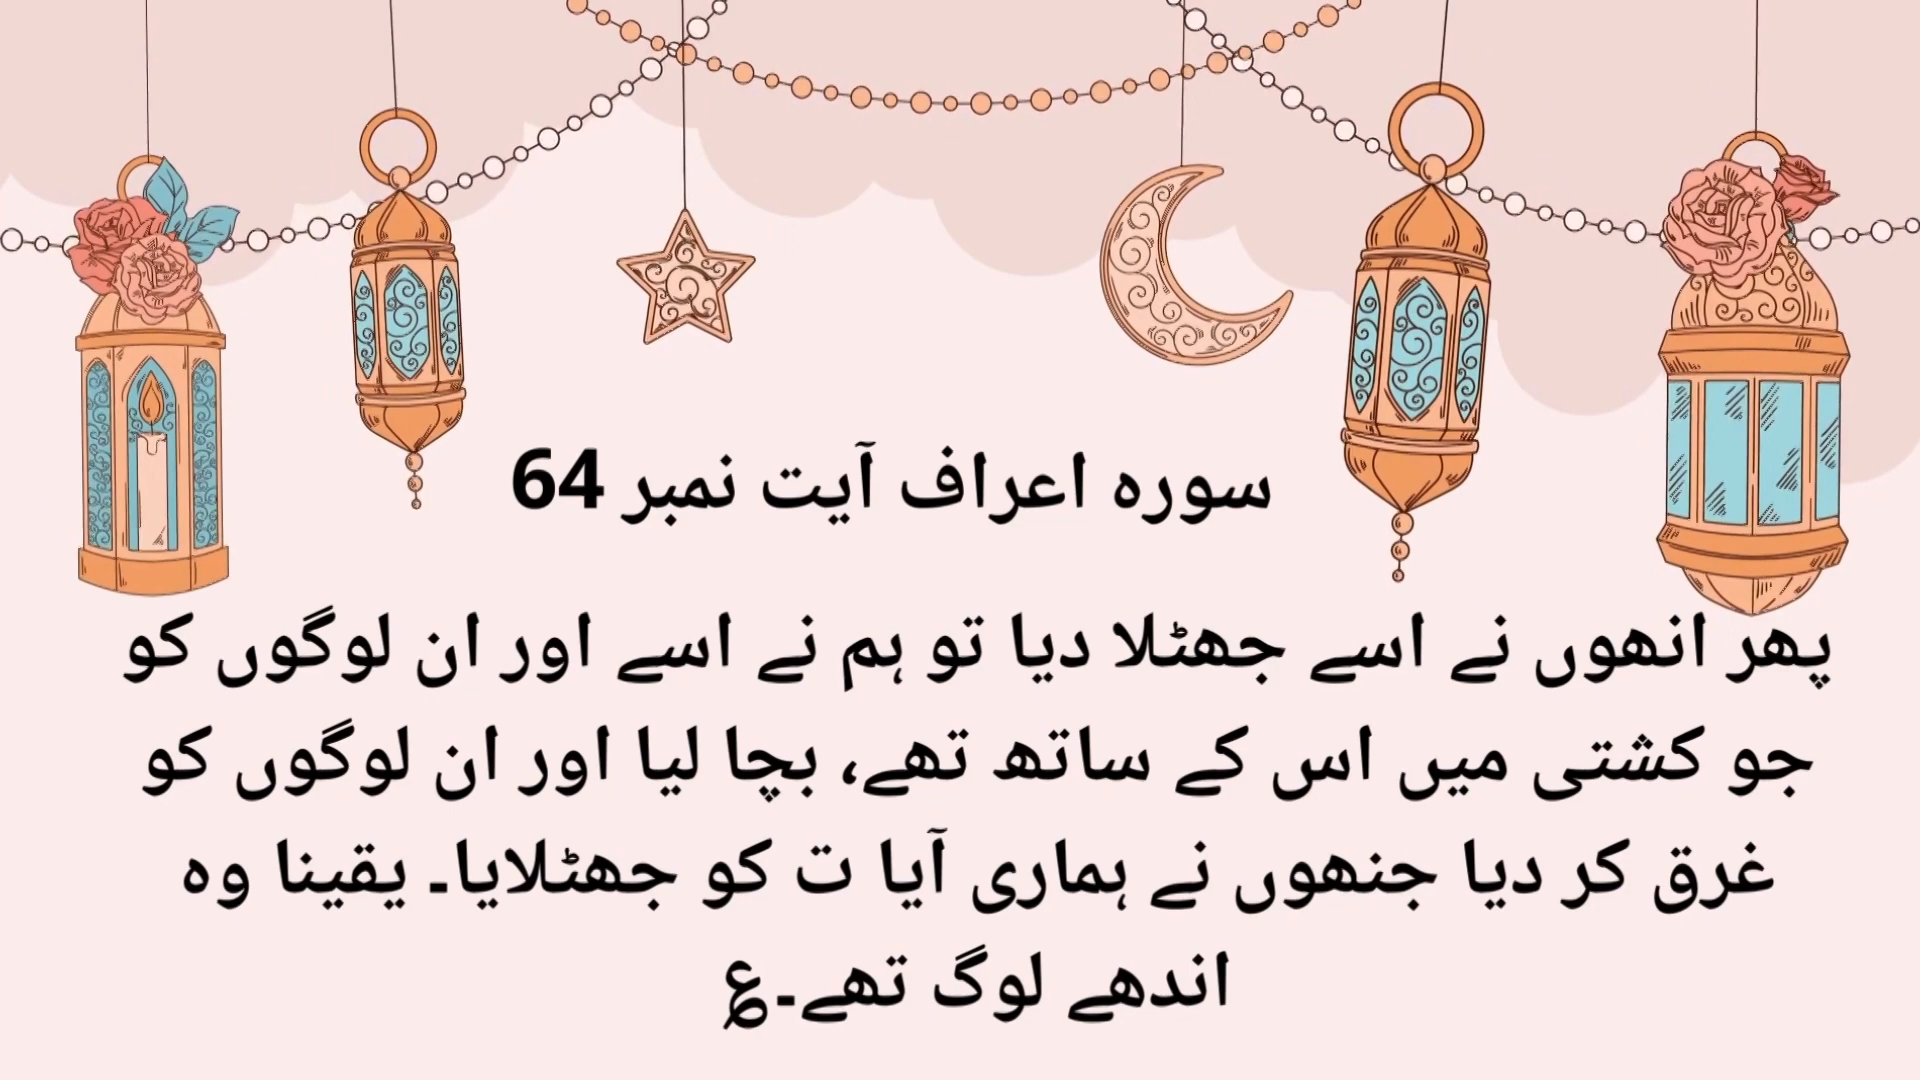 سورہ اعراف آیت نمبر 64
پھر انھوں نے اسے جھٹلا دیا تو ہم نے اسے اور ان لوگوں کو
جو کشتی میں اس کے ساتھ تھے، بچا لیا اور ان لوگوں کو
غرق کر دیا جنھوں نے ہماری آیا ت کو جھٹلایا۔ یقینا وہ
اندھے لوگ تھے۔؏